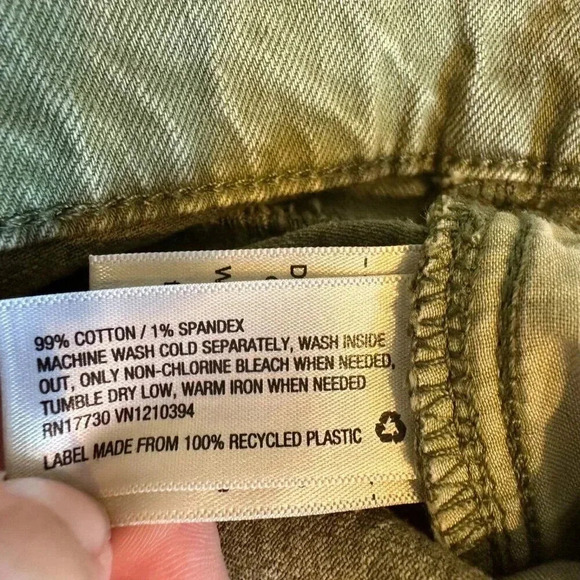 99% COTTON / 1% SPANDEX
MACHINE WASH COLD SEPARATELY, WASH INSIDE
OUT, ONLY NON-CHLORINE BLEACH WHEN NEEDED,
TUMBLE DRY LOW, WARM IRON WHEN NEEDED
RN17730 VN1210394
LABEL MADE FROM 100% RECYCLED PLASTIC